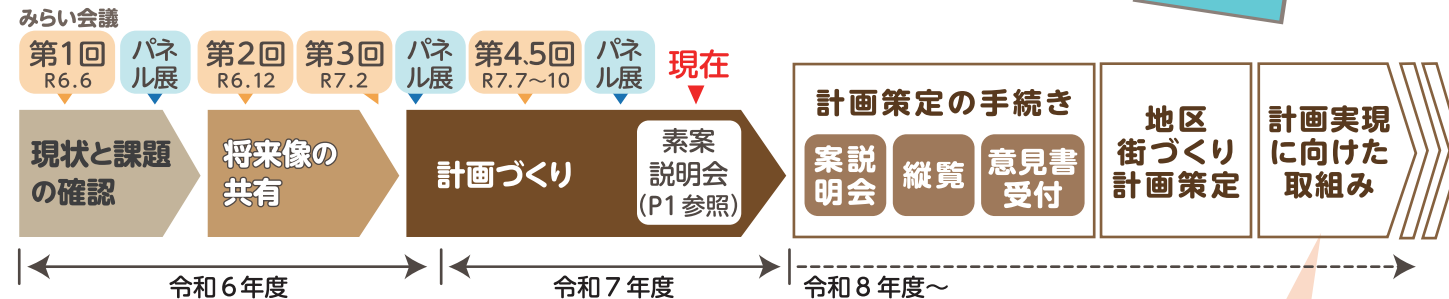 みらい会議
第1回
R6.6
パネ
ル展
第2回
R6.12
第3回
R7.2
パネ
ル展
第4、5回
R7.7〜10
パネ
ル展
現在
現状と課題
の確認
将来像の
共有
計画づくり
素案
説明会
(P1参照)
計画策定の手続き
案説
明会
縦覧
意見書
受付
地区
街づくり
計画策定
計画実現
に向けた
取組み
令和6年度
令和7年度
令和8年度〜